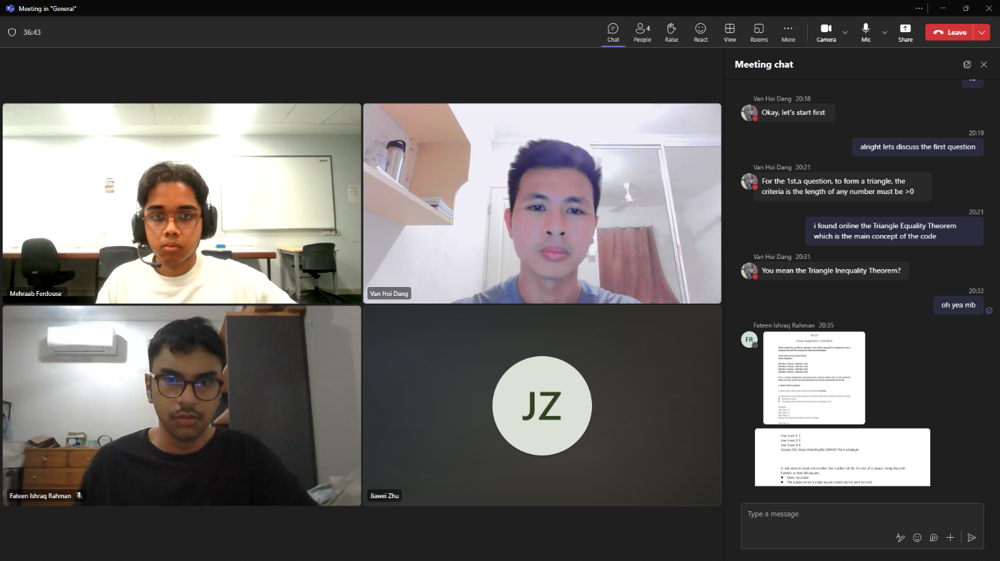 Meeting in "General"
36:43
Chat
4
People
Raise
React
View
Rooms
More
Camera
Mic
Share
Leave
Meeting chat
Van Hoi Dang 20:18
Okay, let's start first
20:19
alright lets discuss the first question
Van Hoi Dang 20:21
For the 1st.a question, to form a triangle, the
criteria is the length of any number must be >0
20:21
i found online the Triangle Equality Theorem
which is the main concept of the code
Van Hoi Dang 20:31
You mean the Triangle Inequality Theorem?
20:32
oh yea mb
Fateen Ishraq Rahman 20:35
FR
User input 1: 1
User input 2: 2
User input 3: 5
Output: NO, these three lengths CANNOT form a triangle.
b. Ask users to input one number, the number will be the size of a square. Using the print
function to draw this square.
Need input size.
The output will be a single square created by the print function.
Type a message
Mehraab Ferdouse
Van Hoi Dang
Fateen Ishraq Rahman
JZ
Jiawei Zhu